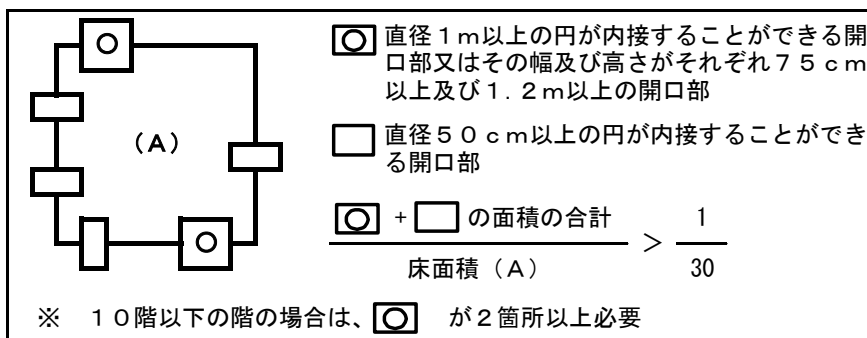 直径１ｍ以上の円が内接することができる開
口部又はその幅及び高さがそれぞれ７５ｃｍ
以上及び１．２ｍ以上の開口部
（Ａ）
直径５０ｃｍ以上の円が内接することができ
る開口部
＋ の面積の合計
床面積（Ａ）
＞
1
30
※ １０階以下の階の場合は、 が２箇所以上必要